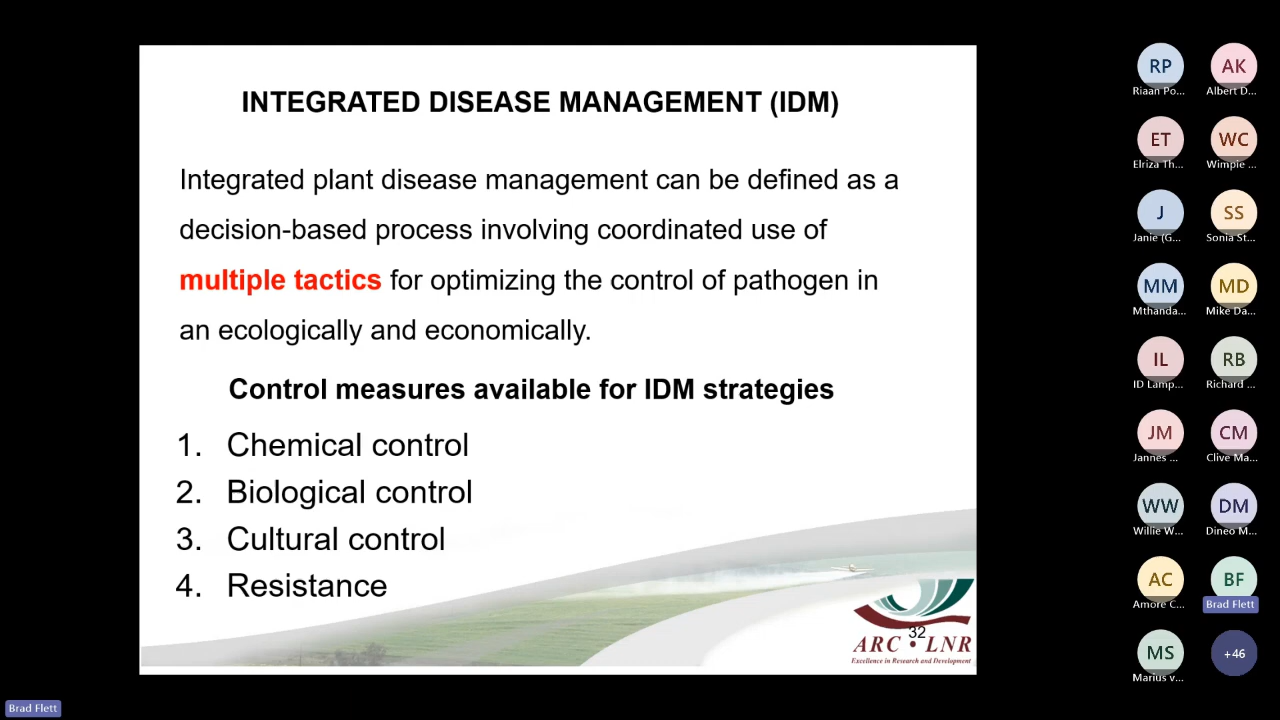 INTEGRATED DISEASE MANAGEMENT (IDM)
Integrated plant disease management can be defined as a
decision-based process involving coordinated use of
multiple tactics for optimizing the control of pathogen in
an ecologically and economically.
Control measures available for IDM strategies
1. Chemical control
2. Biological control
3. Cultural control
4. Resistance
32
ARC • LNR
Excellence in Research and Development
RP
Riaan Po...
AK
Albert D...
ET
Elriza Th...
WC
Wimpie ...
J
Janie (G...
SS
Sonia St...
MM
Mthanda...
MD
Mike Da...
IL
ID Lamp...
RB
Richard ...
JM
Jannes ...
CM
Clive Ma...
WW
Willie W...
DM
Dineo M...
AC
Amore C...
BF
Brad Flett
MS
Marius v...
+46
Brad Flett